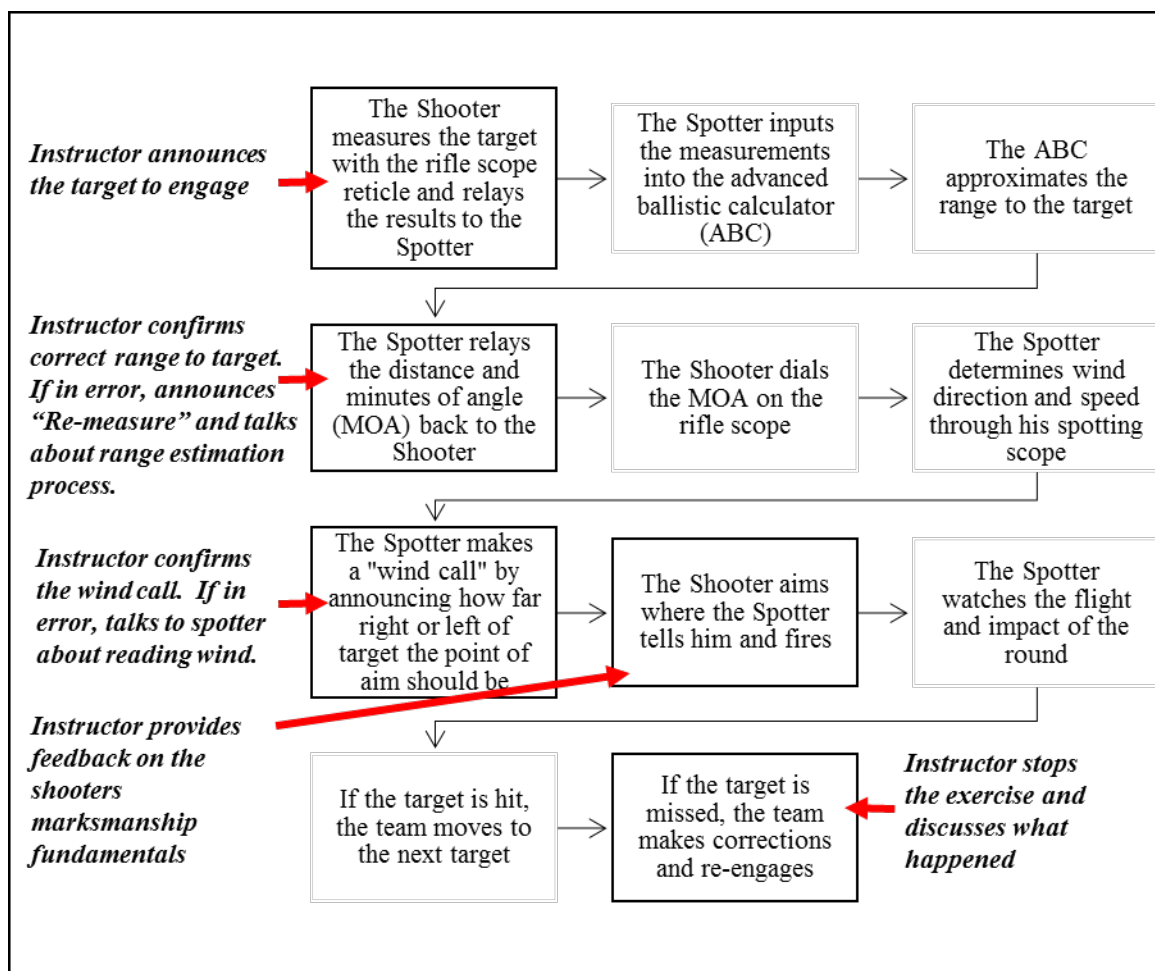 Instructor announces
the target to engage
The Shooter
measures the target
with the rifle scope
reticle and relays
the results to the
Spotter
The Spotter inputs
the measurements
into the advanced
ballistic calculator
(ABC)
The ABC
approximates the
range to the target
Instructor confirms
correct range to target.
If in error, announces
“Re-measure” and talks
about range estimation
process.
The Spotter relays
the distance and
minutes of angle
(MOA) back to the
Shooter
The Shooter dials
the MOA on the
rifle scope
The Spotter
determines wind
direction and speed
through his spotting
scope
Instructor confirms
the wind call.  If in
error, talks to spotter
about reading wind.
The Spotter makes
a "wind call" by
announcing how far
right or left of
target the point of
aim should be
The Shooter aims
where the Spotter
tells him and fires
The Spotter
watches the flight
and impact of the
round
Instructor provides
feedback on the
shooters
marksmanship
fundamentals
If the target is hit,
the team moves to
the next target
If the target is
missed, the team
makes corrections
and re-engages
Instructor stops
the exercise and
discusses what
happened